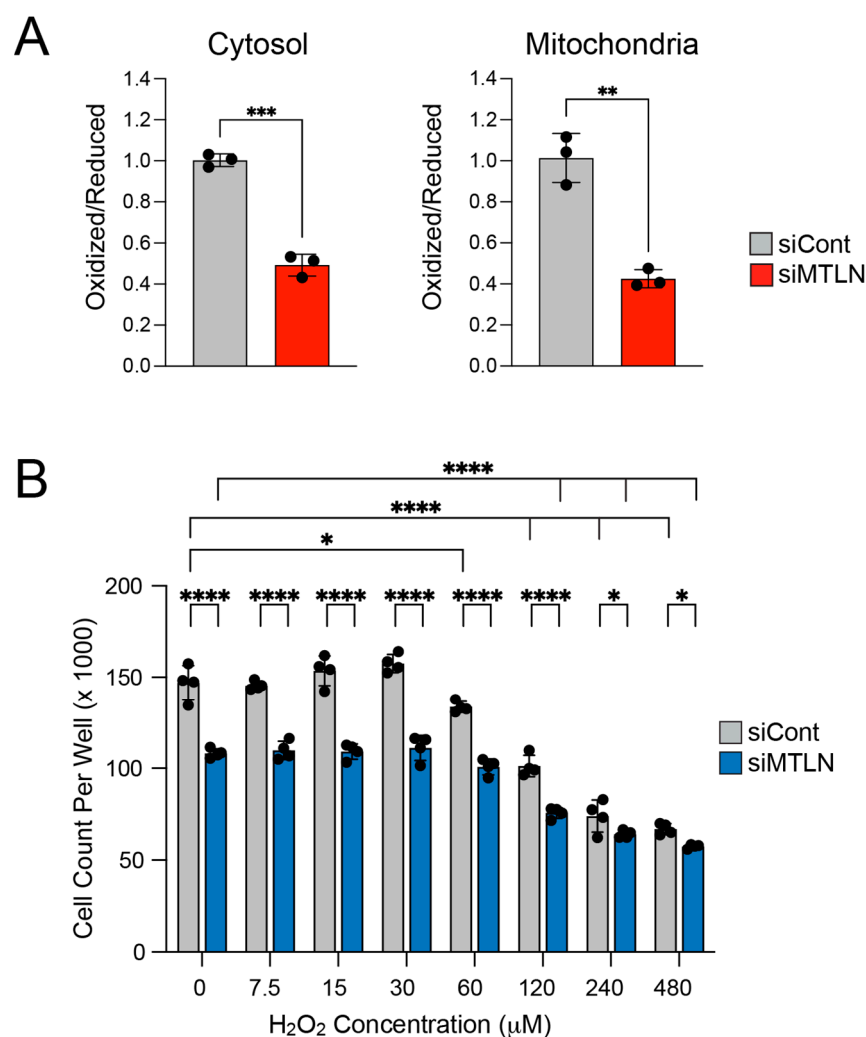 A
Cytosol
Mitochondria
Oxidized/Reduced
1.4
1.2
1.0
0.8
0.6
0.4
0.2
0.0
***
Oxidized/Reduced
1.4
1.2
1.0
0.8
0.6
0.4
0.2
0.0
**
siCont
siMTLN
B
****
****
*
**** **** **** **** **** **** * *
Cell Count Per Well (x 1000)
200
150
100
50
0
0 7.5 15 30 60 120 240 480
H₂O₂ Concentration (μM)
siCont
siMTLN